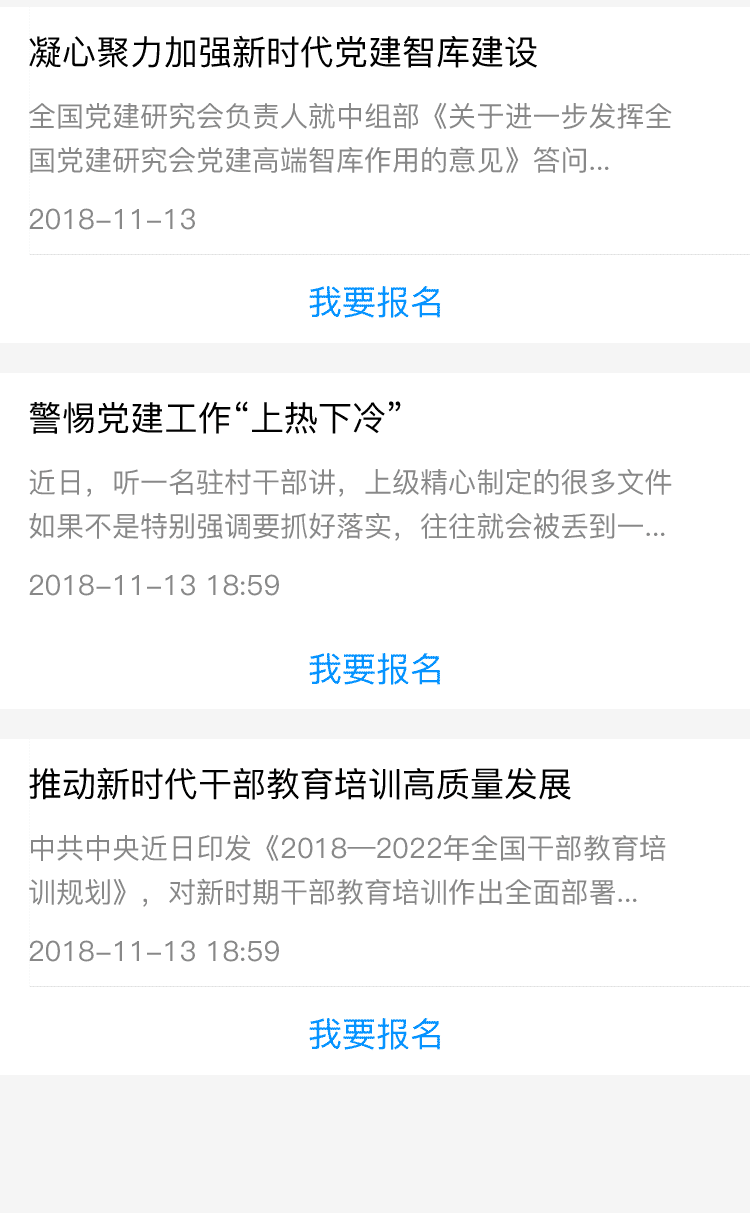 凝心聚力加强新时代党建智库建设
全国党建研究会负责人就中组部《关于进一步发挥全
国党建研究会党建高端智库作用的意见》答问...
2018-11-13
我要报名
警惕党建工作“上热下冷”
近日，听一名驻村干部讲，上级精心制定的很多文件
如果不是特别强调要抓好落实，往往就会被丢到一...
2018-11-13 18:59
我要报名
推动新时代干部教育培训高质量发展
中共中央近日印发《2018—2022年全国干部教育培
训规划》，对新时期干部教育培训作出全面部署...
2018-11-13 18:59
我要报名